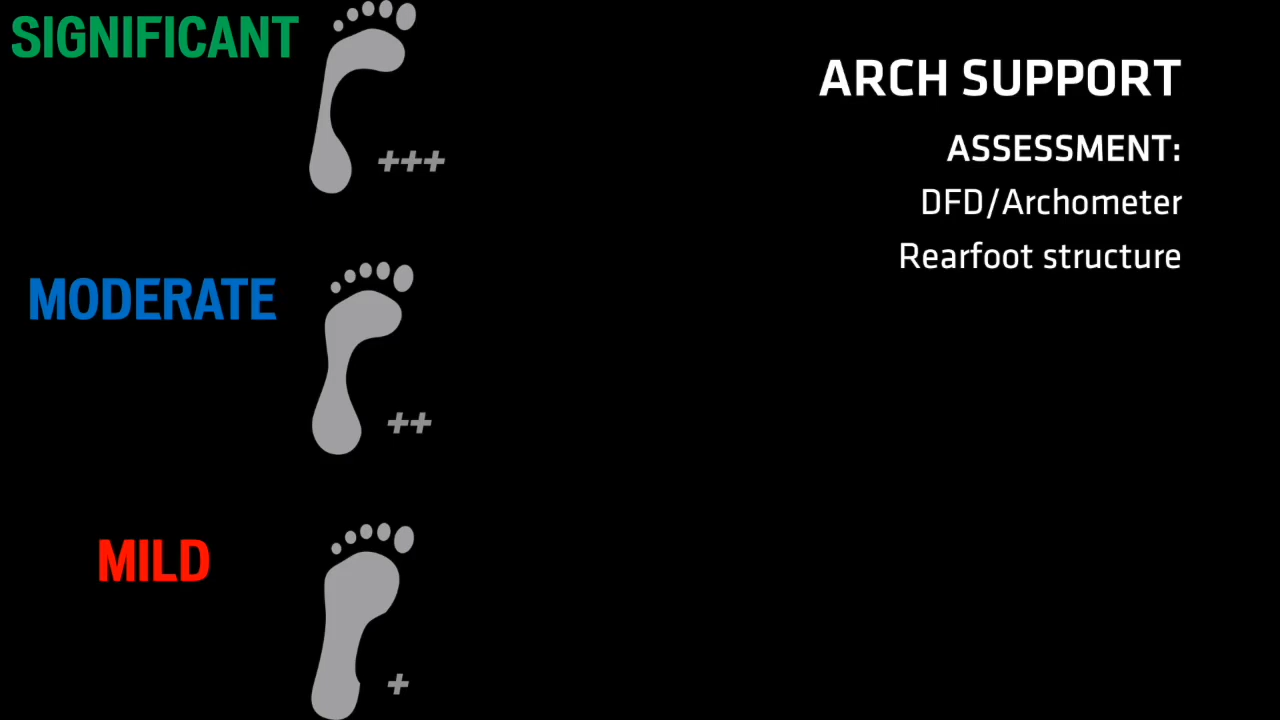 SIGNIFICANT
+++
MODERATE
++
MILD
+
ARCH SUPPORT
ASSESSMENT:
DFD/Archometer
Rearfoot structure